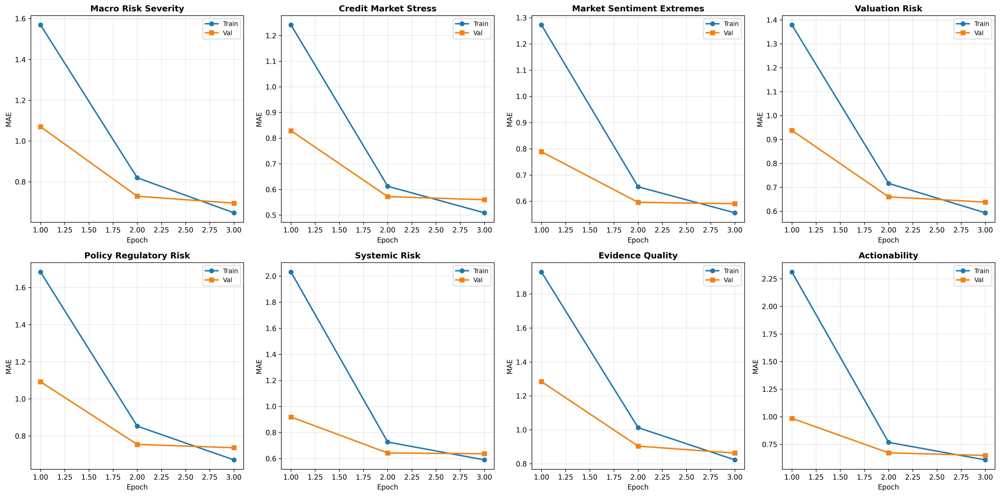 Macro Risk Severity
1.6
1.4
1.2
1.0
0.8
MAE
Train
Val
1.00 1.25 1.50 1.75 2.00 2.25 2.50 2.75 3.00
Epoch
Credit Market Stress
1.2
1.1
1.0
0.9
0.8
0.7
0.6
0.5
MAE
Train
Val
1.00 1.25 1.50 1.75 2.00 2.25 2.50 2.75 3.00
Epoch
Market Sentiment Extremes
1.3
1.2
1.1
1.0
0.9
0.8
0.7
0.6
MAE
Train
Val
1.00 1.25 1.50 1.75 2.00 2.25 2.50 2.75 3.00
Epoch
Valuation Risk
1.4
1.3
1.2
1.1
1.0
0.9
0.8
0.7
0.6
MAE
Train
Val
1.00 1.25 1.50 1.75 2.00 2.25 2.50 2.75 3.00
Epoch
Policy Regulatory Risk
1.6
1.4
1.2
1.0
0.8
MAE
Train
Val
1.00 1.25 1.50 1.75 2.00 2.25 2.50 2.75 3.00
Epoch
Systemic Risk
2.0
1.8
1.6
1.4
1.2
1.0
0.8
0.6
MAE
Train
Val
1.00 1.25 1.50 1.75 2.00 2.25 2.50 2.75 3.00
Epoch
Evidence Quality
1.8
1.6
1.4
1.2
1.0
0.8
MAE
Train
Val
1.00 1.25 1.50 1.75 2.00 2.25 2.50 2.75 3.00
Epoch
Actionability
2.25
2.00
1.75
1.50
1.25
1.00
0.75
MAE
Train
Val
1.00 1.25 1.50 1.75 2.00 2.25 2.50 2.75 3.00
Epoch